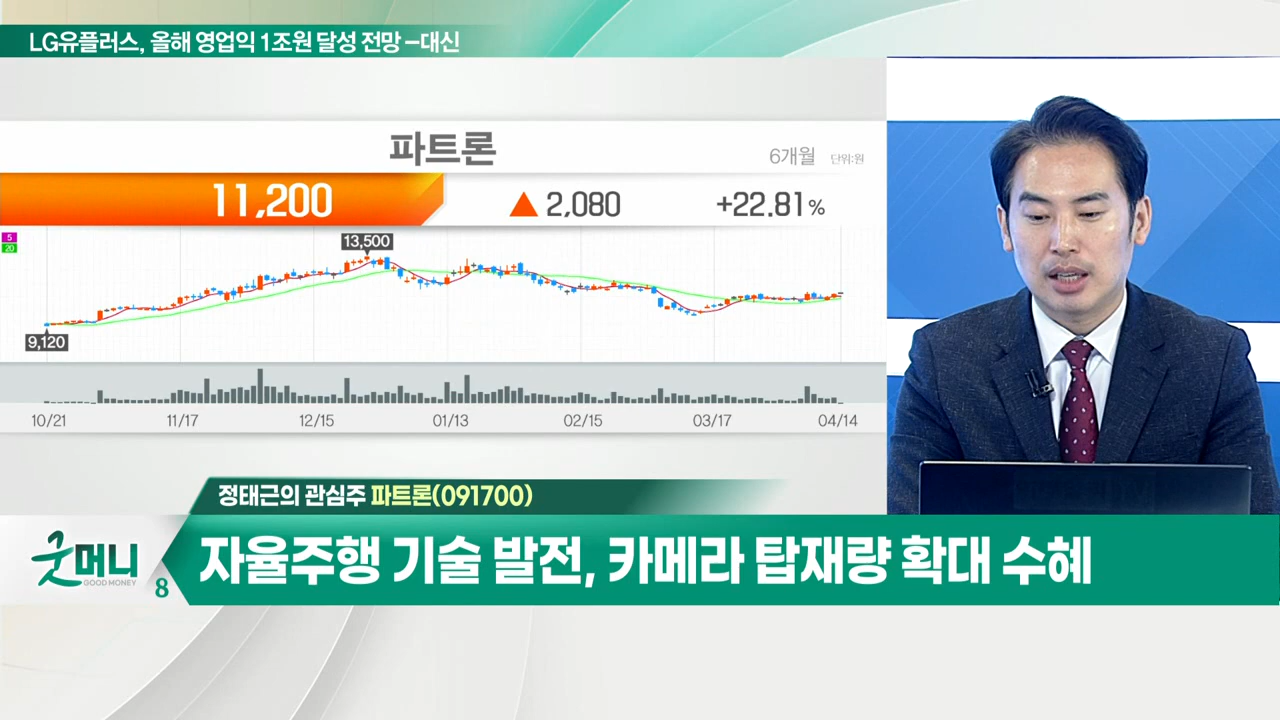 LG유플러스, 올해 영업익 1조원 달성 전망 –대신
파트론
6개월 단위:원
11,200 ▲ 2,080 +22.81%
5
20
13,500
9,120
10/21 11/17 12/15 01/13 02/15 03/17 04/14
정태근의 관심주 파트론(091700)
굿머니
GOOD MONEY
8
자율주행 기술 발전, 카메라 탑재량 확대 수혜